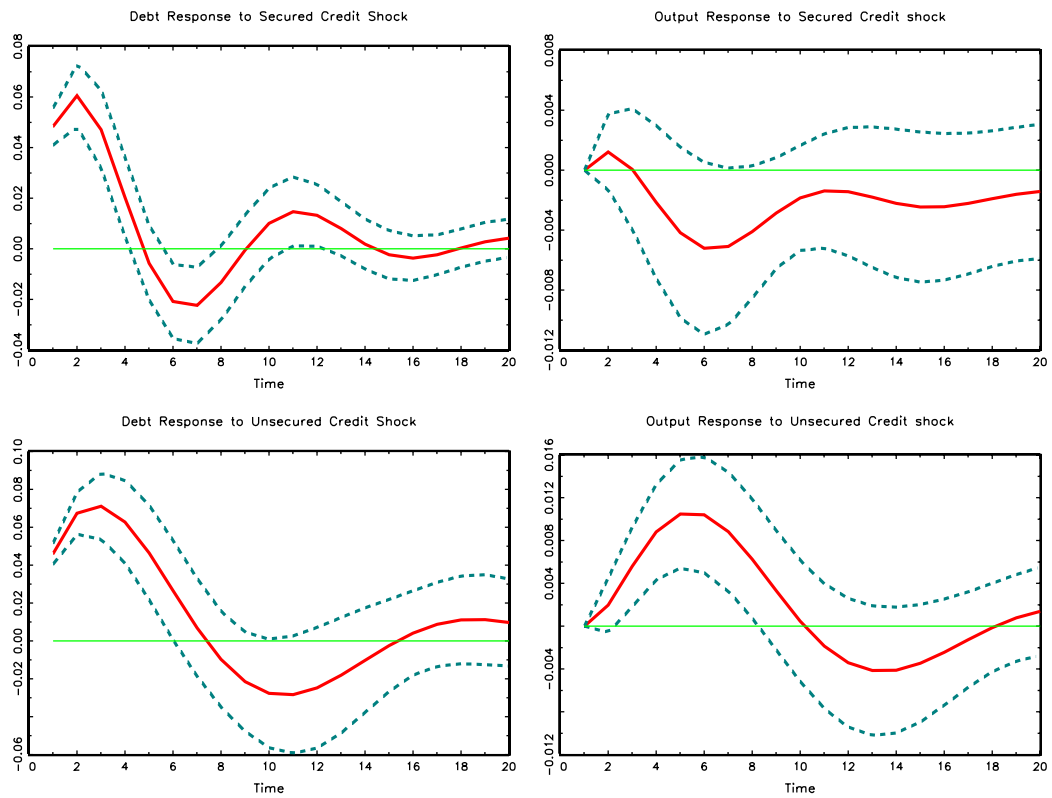 Debt Response to Secured Credit Shock
0.08
0.06
0.04
0.02
0.00
−0.02
−0.04
0 2 4 6 8 10 12 14 16 18 20
Time
Output Response to Secured Credit shock
0.008
0.004
0.000
−0.004
−0.008
−0.012
0 2 4 6 8 10 12 14 16 18 20
Time
Debt Response to Unsecured Credit Shock
0.10
0.08
0.06
0.04
0.02
0.00
−0.02
−0.06
0 2 4 6 8 10 12 14 16 18 20
Time
Output Response to Unsecured Credit shock
0.016
0.012
0.008
0.004
−0.004
−0.012
0 2 4 6 8 10 12 14 16 18 20
Time